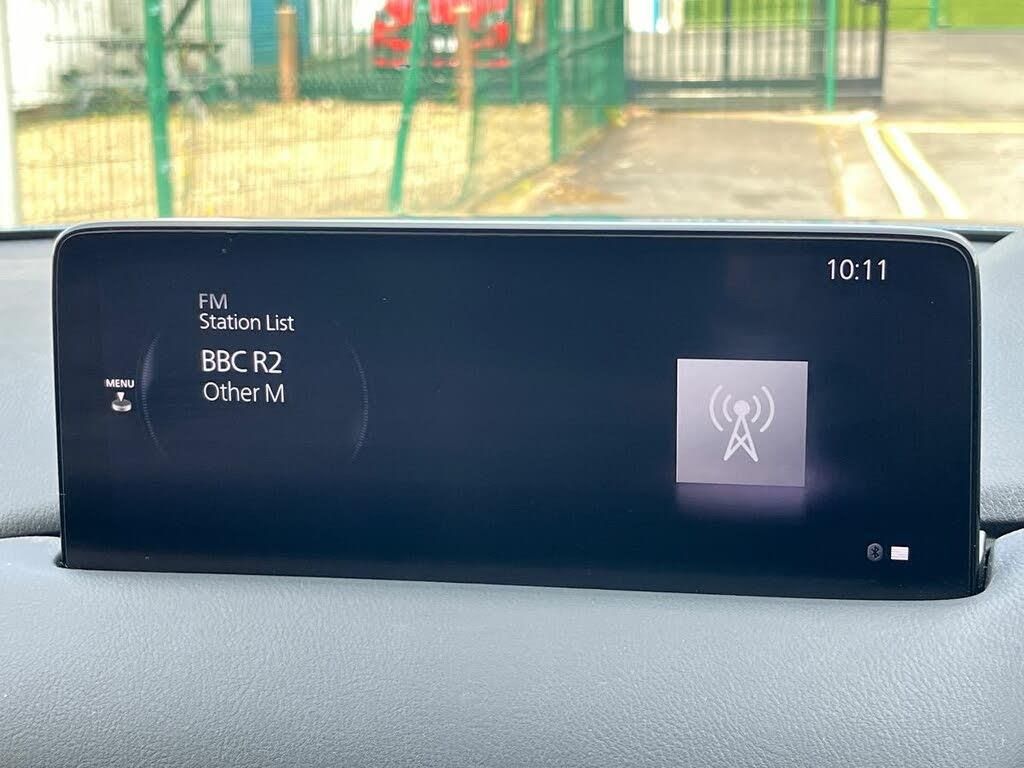 10:11
FM
Station List
BBC R2
Other M
MENU